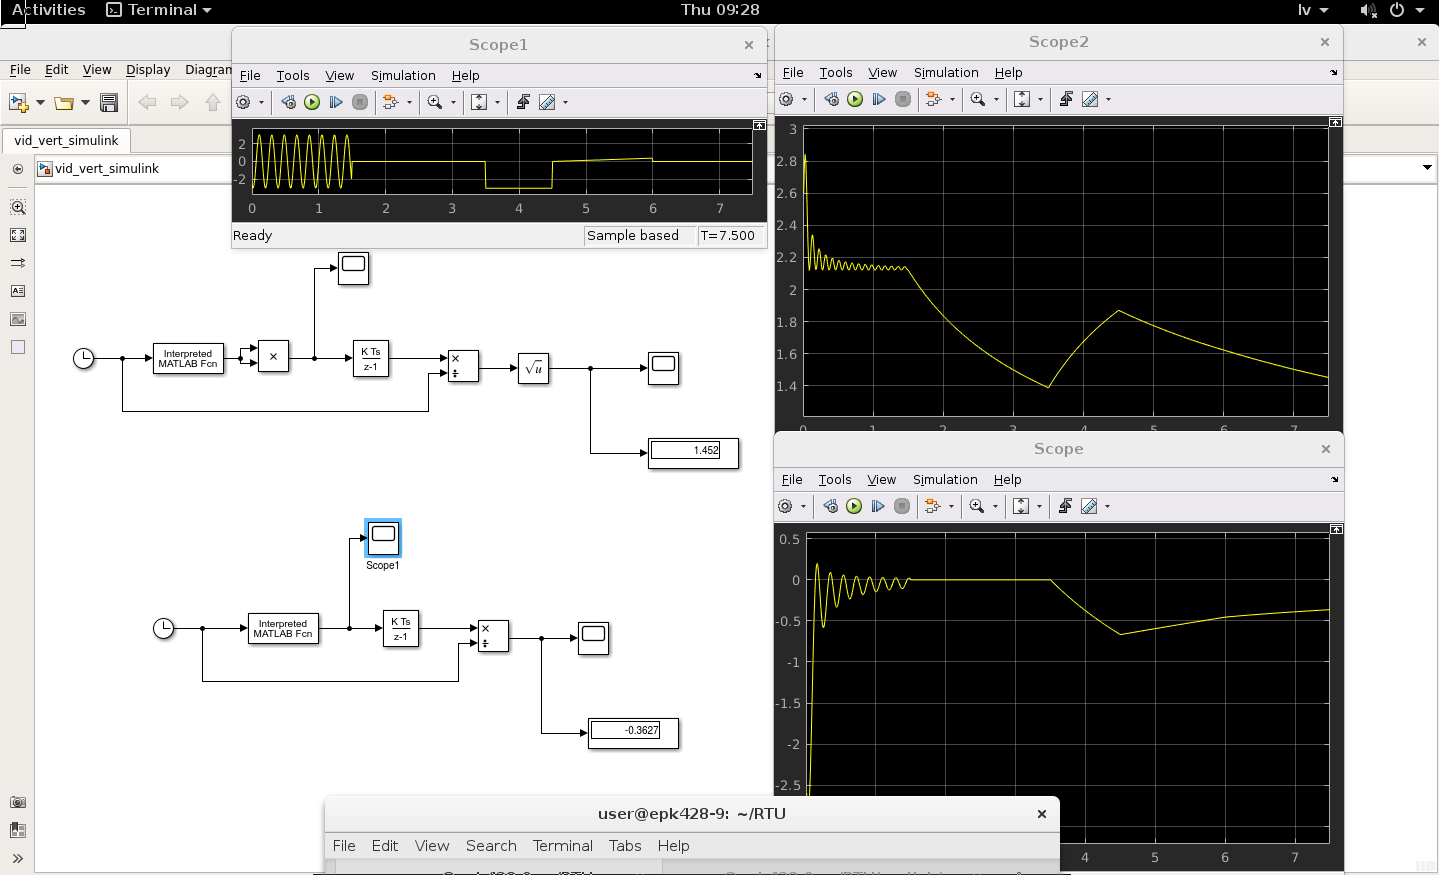 Activities Terminal Thu 09:28 lv
Scope1
File Edit View Display Diagram
File Tools View Simulation Help
vid_vert_simulink
vid_vert_simulink
2
0
-2
0 1 2 3 4 5 6 7
Ready Sample based T=7.500
Scope2
File Tools View Simulation Help
3
2.8
2.6
2.4
2.2
2
1.8
1.6
1.4
0 1 2 3 4 5 6 7
Interpreted
MATLAB Fcn
×
K Ts
z-1
×
÷
√u
1.452
Scope1
Interpreted
MATLAB Fcn
K Ts
z-1
×
÷
-0.3627
Scope
File Tools View Simulation Help
0.5
0
-0.5
-1
-1.5
-2
-2.5
4 5 6 7
user@epk428-9: ~/RTU
File Edit View Search Terminal Tabs Help